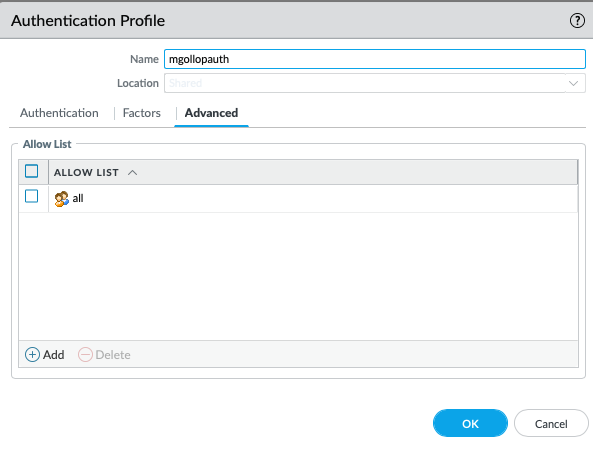 Authentication Profile
Name mgollopauth
Location Shared
Authentication Factors Advanced
Allow List
ALLOW LIST
all
Add Delete
OK Cancel